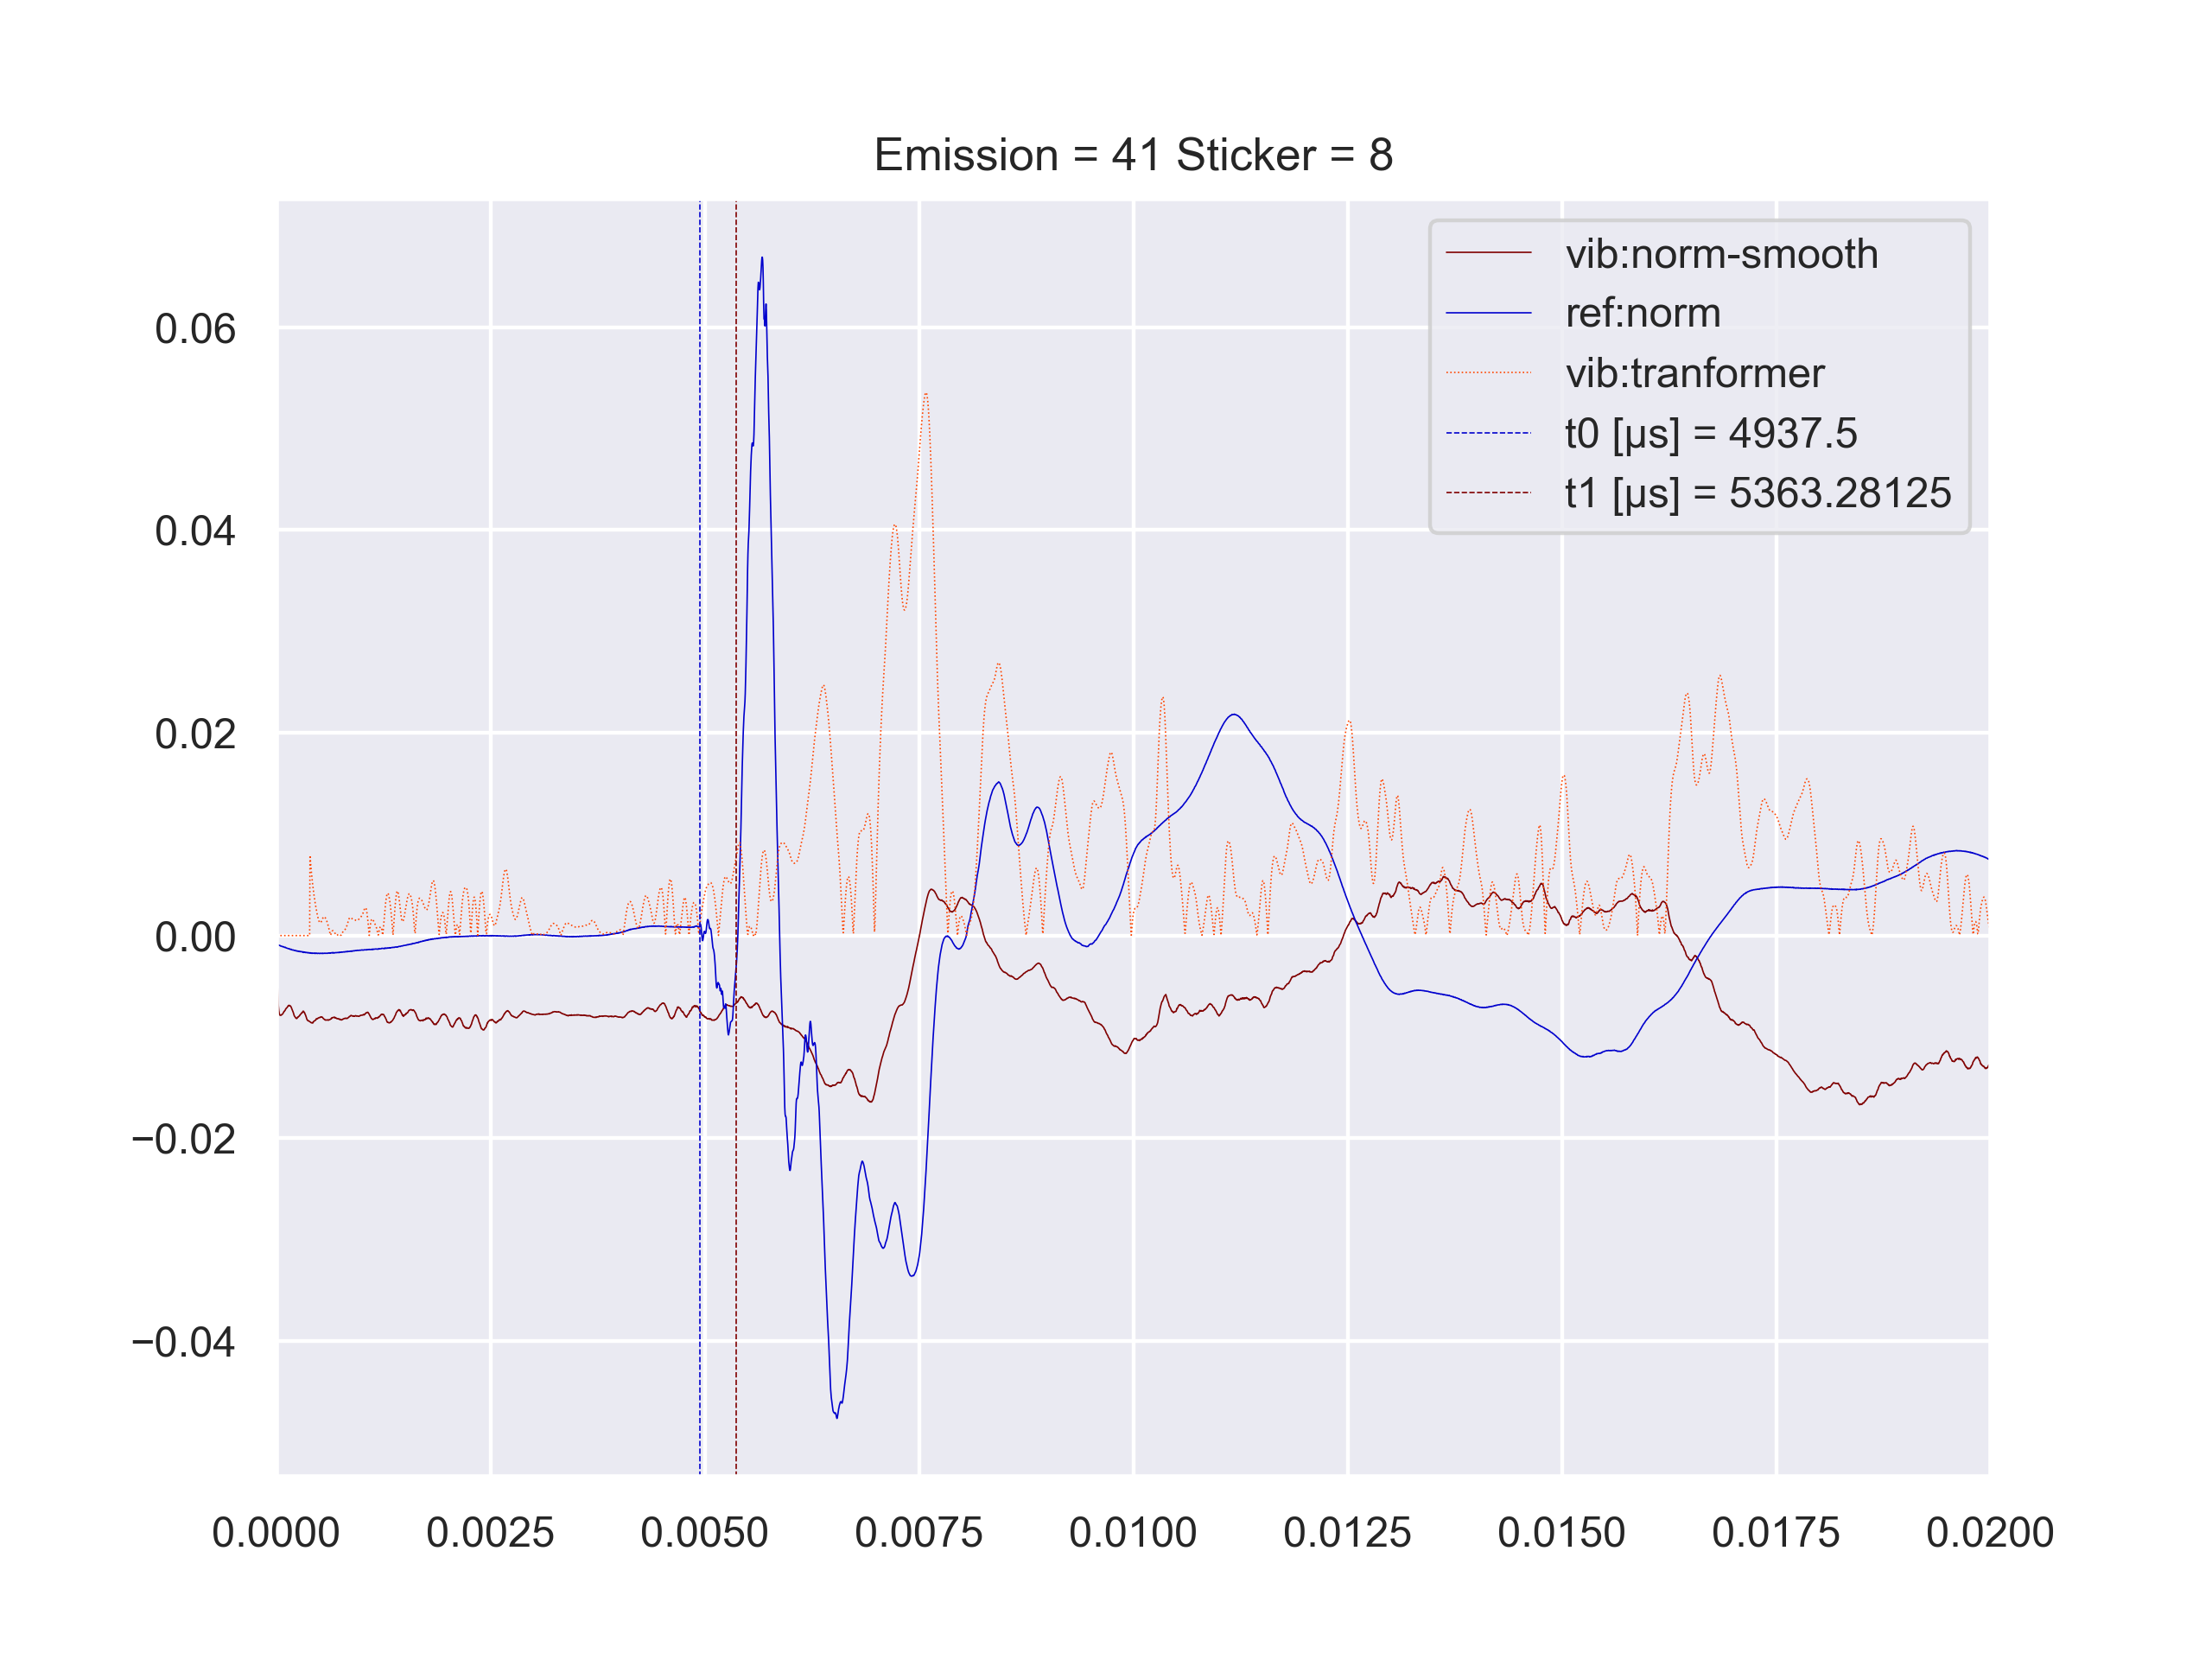 Emission = 41 Sticker = 8
vib:norm-smooth
ref:norm
vib:tranformer
t0 [µs] = 4937.5
t1 [µs] = 5363.28125
0.06
0.04
0.02
0.00
−0.02
−0.04
0.0000 0.0025 0.0050 0.0075 0.0100 0.0125 0.0150 0.0175 0.0200